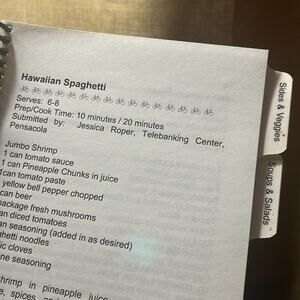 Hawaiian Spaghetti
Serves: 6-8
Prep/Cook Time: 10 minutes / 20 minutes
Submitted by: Jessica Roper, Telebanking Center,
Pensacola
Jumbo Shrimp
1 can tomato sauce
1 can Pineapple Chunks in juice
can tomato paste
yellow bell pepper chopped
can beer
package fresh mushrooms
can diced tomatoes
an seasoning (added in as desired)
ghetti noodles
ic cloves
ne seasoning
hrimp in pineapple juice
e, spices, and
Sides & Veggies
Soups & Salads